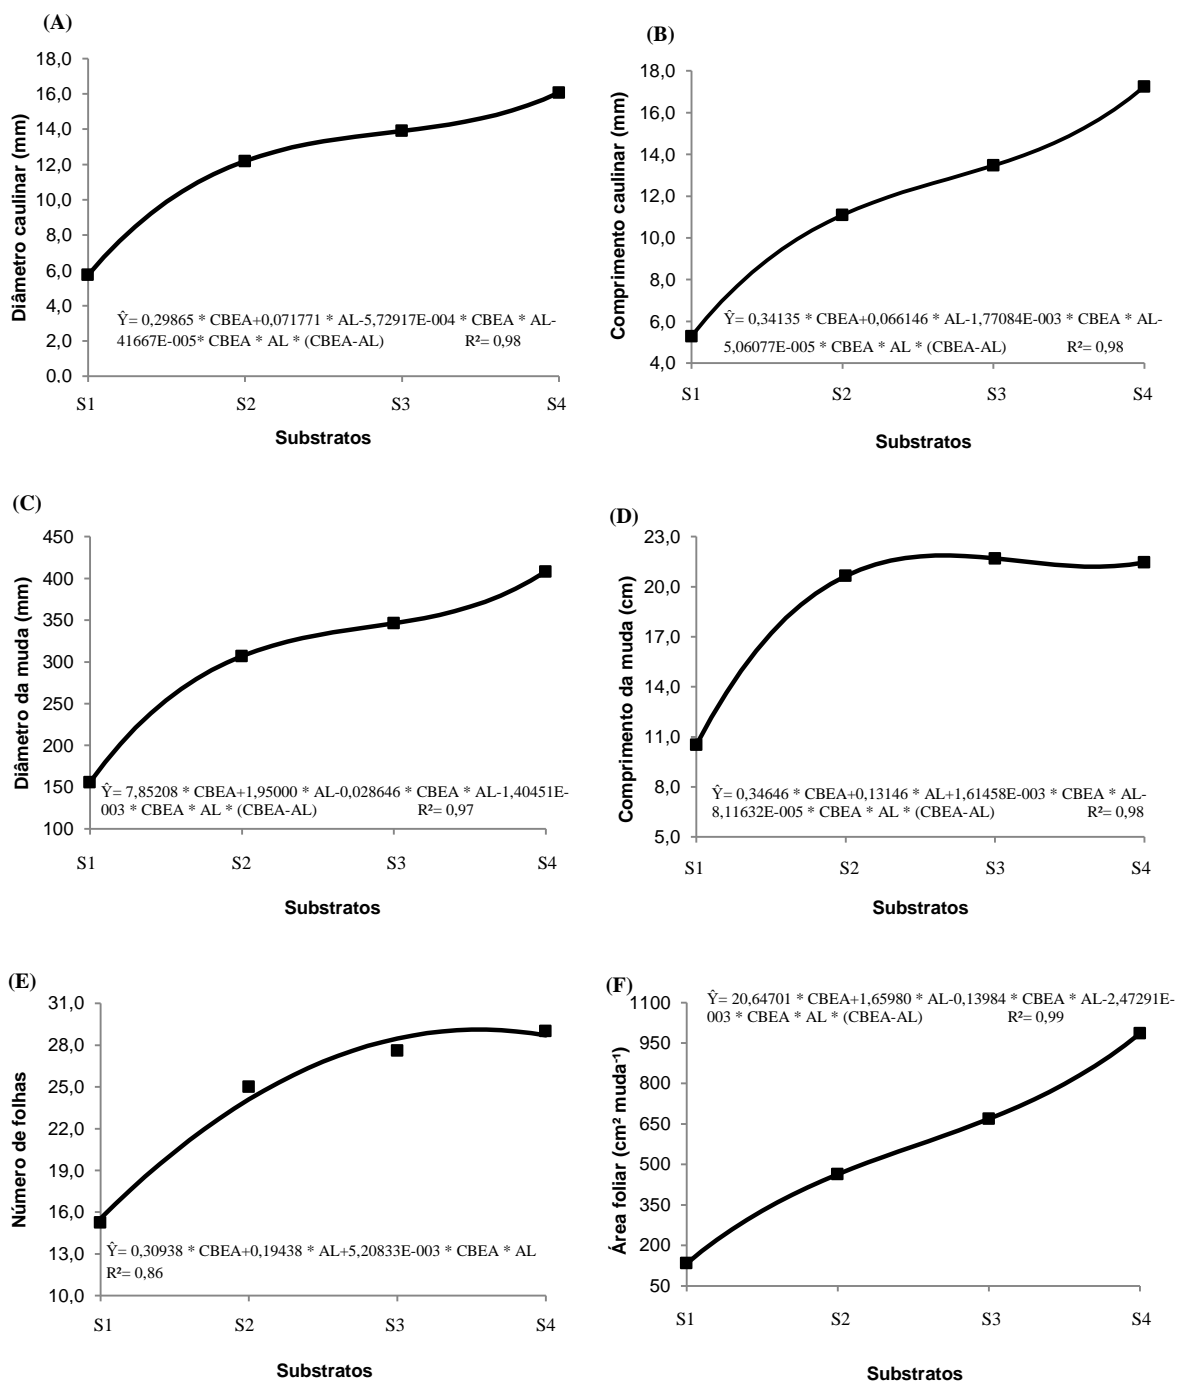 (A)
18,0
16,0
14,0
12,0
10,0
8,0
6,0
4,0
2,0
0.0
Diâmetro caulinar (mm)
Ŷ= 0,29865 * CBEA+0,071771 * AL-5,72917E-004 * CBEA * AL-
41667E-005* CBEA * AL * (CBEA-AL) R²= 0,98
S1 S2 S3 S4
Substratos
(B)
18,0
16,0
14,0
12,0
10,0
8,0
6,0
4,0
Comprimento caulinar (mm)
Ŷ= 0,34135 * CBEA+0,066146 * AL-1,77084E-003 * CBEA * AL-
5,06077E-005 * CBEA * AL * (CBEA-AL) R²= 0,98
S1 S2 S3 S4
Substratos
(C)
450
400
350
300
250
200
150
100
Diâmetro da muda (mm)
Ŷ= 7,85208 * CBEA+1,95000 * AL-0,028646 * CBEA * AL-1,40451E-
003 * CBEA * AL * (CBEA-AL) R²= 0,97
S1 S2 S3 S4
Substratos
(D)
23,0
20,0
17,0
14,0
11,0
8,0
5,0
Comprimento da muda (cm)
Ŷ= 0,34646 * CBEA+0,13146 * AL+1,61458E-003 * CBEA * AL-
8,11632E-005 * CBEA * AL * (CBEA-AL) R²= 0,98
S1 S2 S3 S4
Substratos
(E)
31,0
28,0
25,0
22,0
19,0
16,0
13,0
10,0
Número de folhas
Ŷ= 0,30938 * CBEA+0,19438 * AL+5,20833E-003 * CBEA * AL
R²= 0,86
S1 S2 S3 S4
Substratos
(F)
Ŷ= 20,64701 * CBEA+1,65980 * AL-0,13984 * CBEA * AL-2,47291E-
003 * CBEA * AL * (CBEA-AL) R²= 0,99
1100
950
800
650
500
350
200
50
Área foliar (cm² muda⁻¹)
S1 S2 S3 S4
Substratos